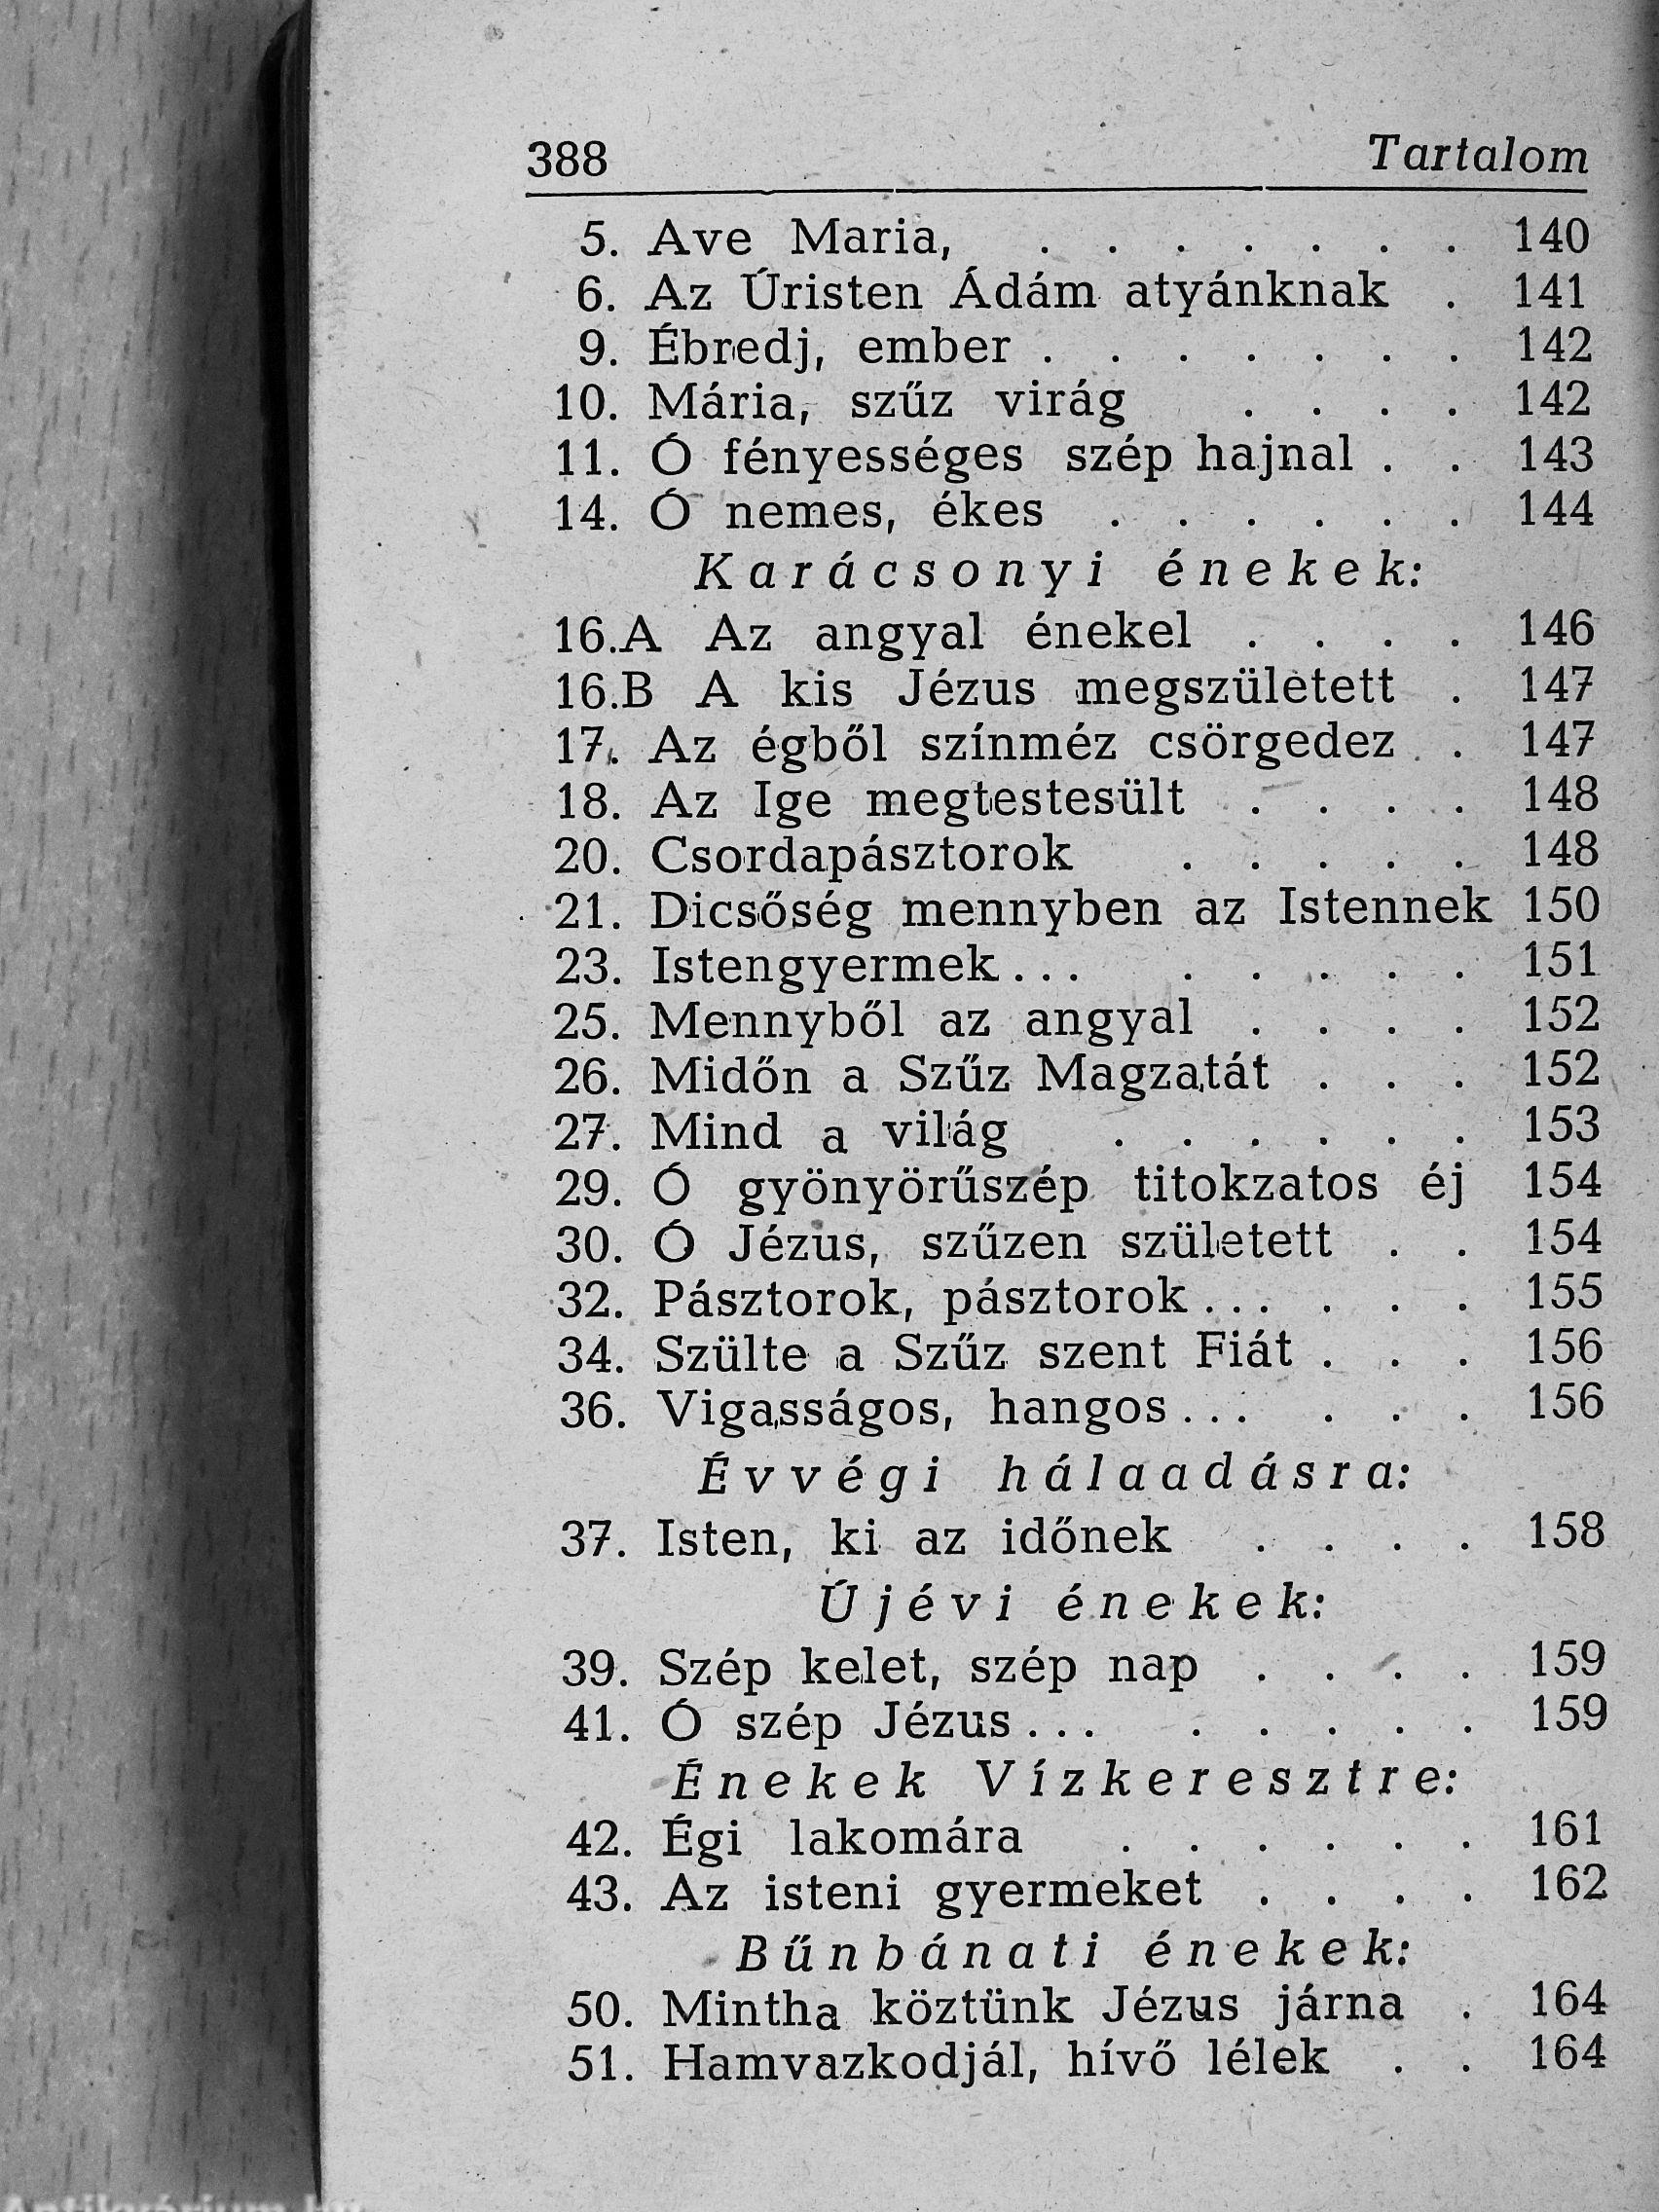 388 Tartalom
5. Ave Maria, . . . . . . . 140
6. Az Úristen Ádám atyánknak . 141
9. Ébredj, ember . . . . . . . 142
10. Mária, szűz virág . . . . 142
11. Ó fényességes szép hajnal . . 143
14. Ó nemes, ékes . . . . . . 144
Karácsonyi énekek:
16.A Az angyal énekel . . . . 146
16.B A kis Jézus megszületett . 147
17. Az égből színméz csörgedez . . 147
18. Az Ige megtestesült . . . . 148
20. Csordapásztorok . . . . . 148
21. Dicsőség mennyben az Istennek 150
23. Istengyermek... . . . . . 151
25. Mennyből az angyal . . . . 152
26. Midőn a Szűz Magzatát . . . 152
27. Mind a világ . . . . . . 153
29. Ó gyönyörűszép titokzatos éj 154
30. Ó Jézus, szűzen született . . 154
32. Pásztorok, pásztorok... . . . 155
34. Szülte a Szűz szent Fiát . . . 156
36. Vigasságos, hangos... . . . 156
Évvégi hálaadásra:
37. Isten, ki az időnek . . . . 158
Újévi énekek:
39. Szép kelet, szép nap . . . . 159
41. Ó szép Jézus... . . . . . 159
Énekek Vízkeresztre:
42. Égi lakomára . . . . . . 161
43. Az isteni gyermeket . . . . 162
Bűnbánati énekek:
50. Mintha köztünk Jézus járna . 164
51. Hamvazkodjál, hívő lélek . . 164